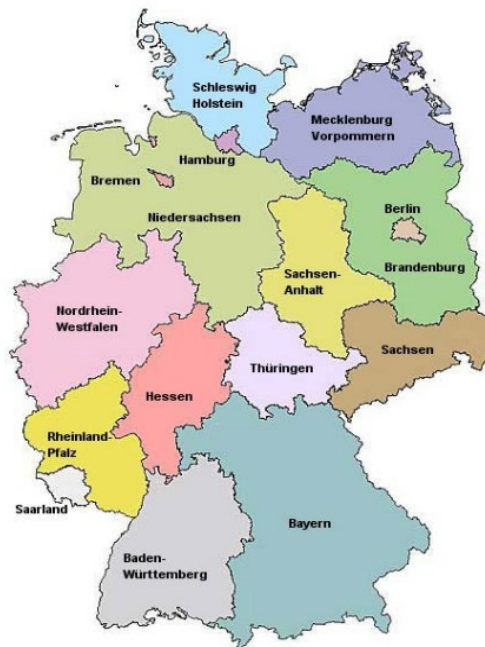 Schleswig
Holstein
Mecklenburg
Vorpommern
Hamburg
Bremen
Niedersachsen
Berlin
Brandenburg
Sachsen-
Anhalt
Nordrhein-
Westfalen
Sachsen
Thüringen
Hessen
Rheinland-
Pfalz
Saarland
Bayern
Baden-
Württemberg